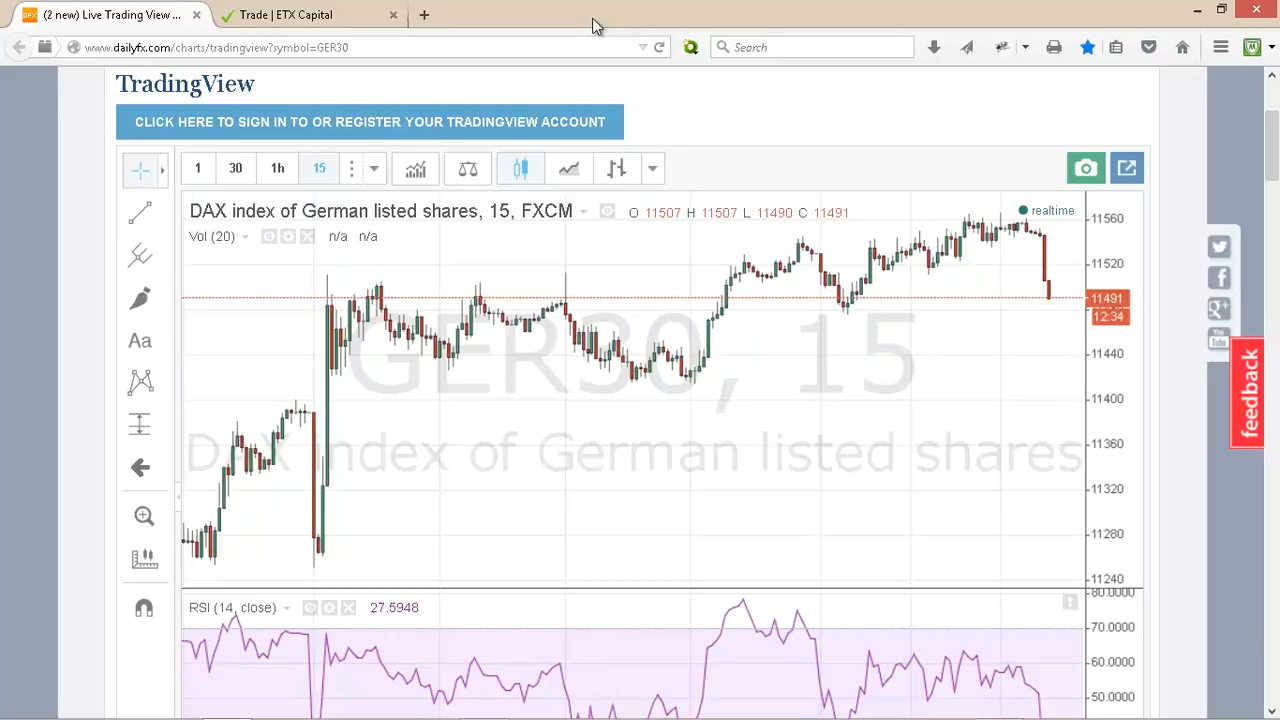 (2 new) Live Trading View ...
Trade | ETX Capital
www.dailyfx.com/charts/tradingview?symbol=GER30
Search
TradingView
CLICK HERE TO SIGN IN TO OR REGISTER YOUR TRADINGVIEW ACCOUNT
1 30 1h 15
DAX index of German listed shares, 15, FXCM O 11507 H 11507 L 11490 C 11491
realtime
Vol (20) n/a n/a
11560
11520
11491
12:34
11440
11400
11360
11320
11280
11240
GER30, 15
DAX index of German listed shares
Aa
You
Tube
feedback
RSI (14, close) 27.5948
80.0000
70.0000
60.0000
50.0000